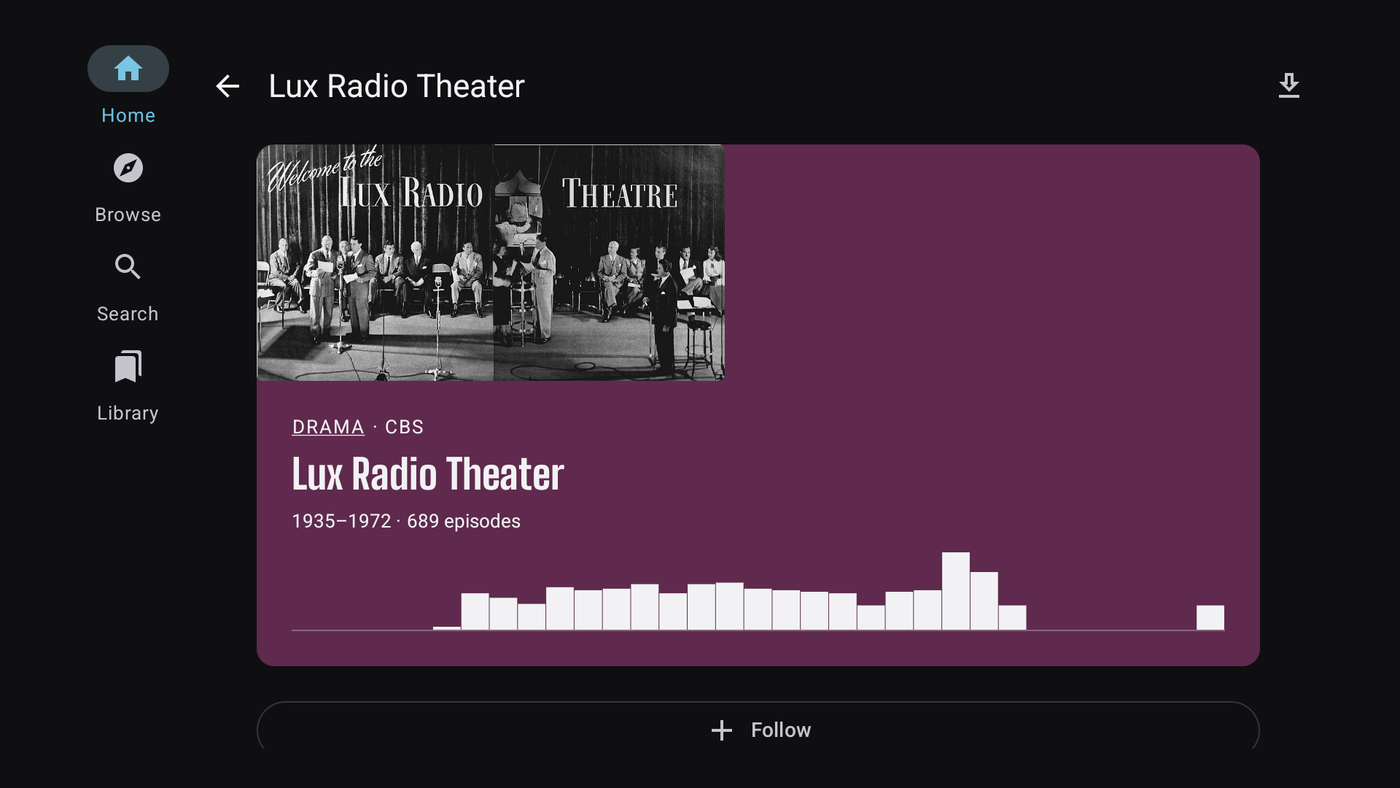 Lux Radio Theater
Home
Browse
Search
Library
Welcome to the
LUX RADIO THEATRE
DRAMA · CBS
Lux Radio Theater
1935–1972 · 689 episodes
Follow